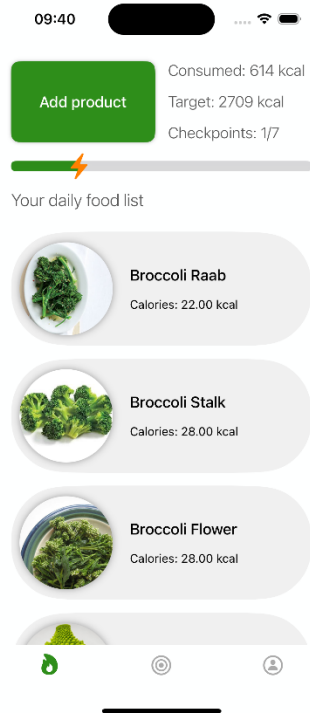 09:40
Add product
Consumed: 614 kcal
Target: 2709 kcal
Checkpoints: 1/7
Your daily food list
Broccoli Raab
Calories: 22.00 kcal
Broccoli Stalk
Calories: 28.00 kcal
Broccoli Flower
Calories: 28.00 kcal